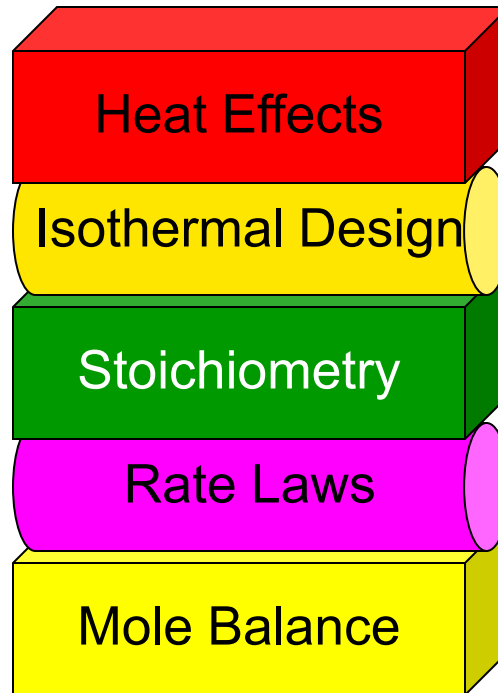 Heat Effects
Isothermal Design
Stoichiometry
Rate Laws
Mole Balance